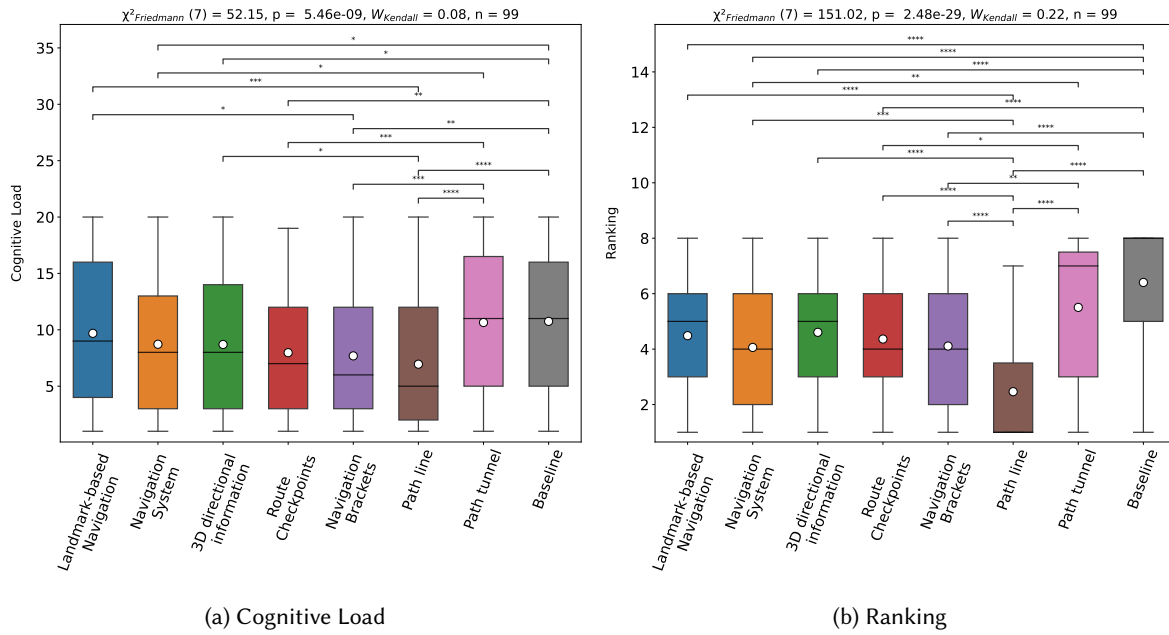 χ²Friedmann (7) = 52.15, p =  5.46e-09, WKendall = 0.08, n = 99
Cognitive Load
35
30
25
20
15
10
5
*
*
*
***
**
*
**
***
*
****
***
****
Landmark-based
Navigation
Navigation
System
3D directional
information
Route
Checkpoints
Navigation
Brackets
Path line
Path tunnel
Baseline
(a) Cognitive Load
χ²Friedmann (7) = 151.02, p =  2.48e-29, WKendall = 0.22, n = 99
Ranking
14
12
10
8
6
4
2
****
****
****
**
****
****
***
****
*
****
****
**
****
****
****
Landmark-based
Navigation
Navigation
System
3D directional
information
Route
Checkpoints
Navigation
Brackets
Path line
Path tunnel
Baseline
(b) Ranking